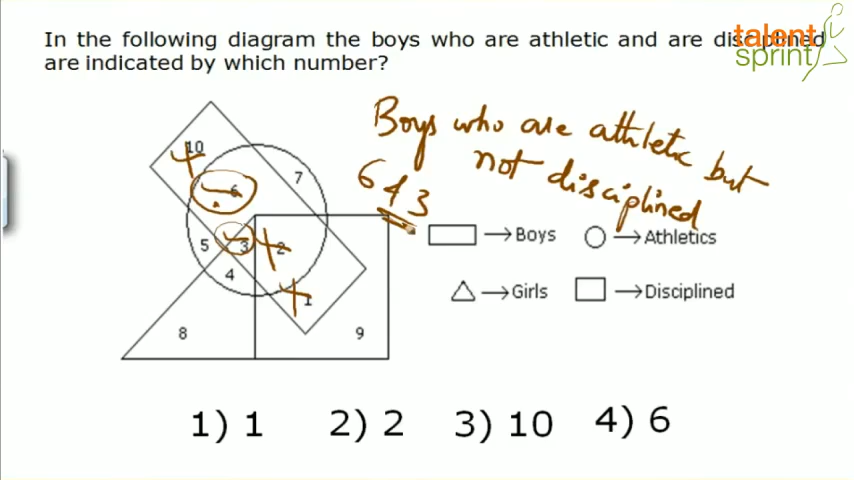 talent
sprint
In the following diagram the boys who are athletic and are disciplined
are indicated by which number?
Boys who are athletic but
not disciplined
6 & 3
10
7
6
5
3
2
4
1
8
9
→ Boys
→ Athletics
→ Girls
→ Disciplined
1) 1 2) 2 3) 10 4) 6